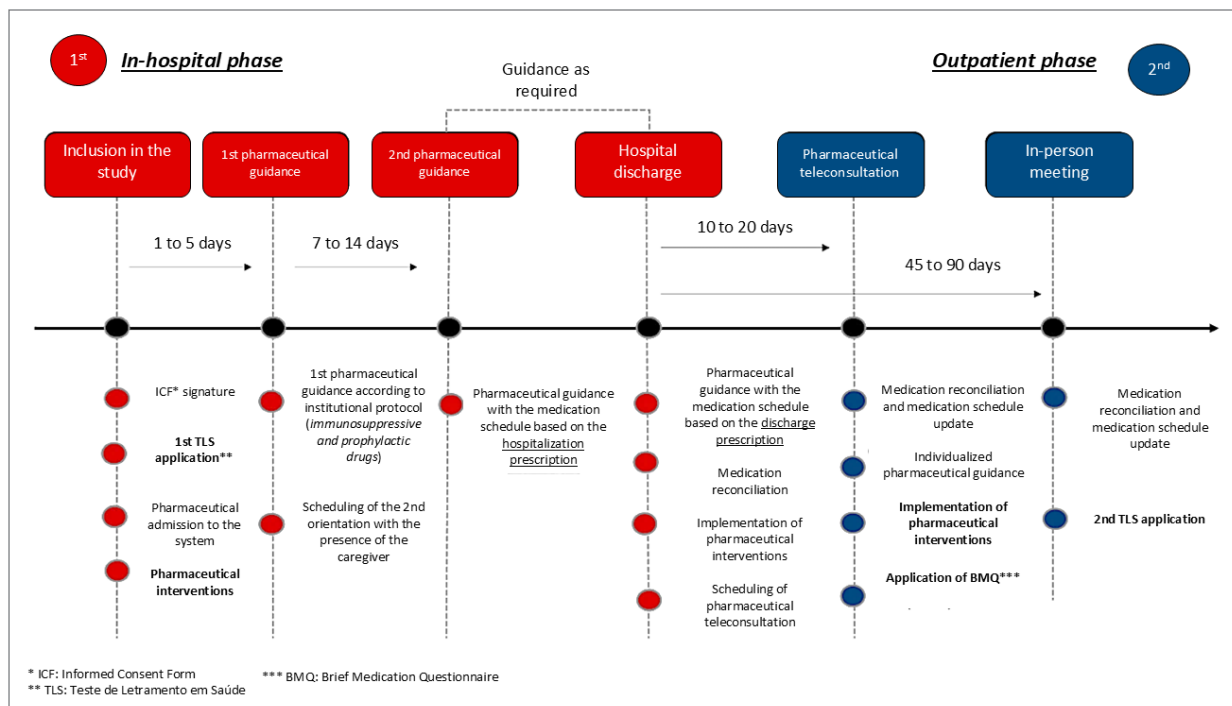 1st
In-hospital phase
Guidance as
required
Outpatient phase
2nd
Inclusion in the
study
1st pharmaceutical
guidance
2nd pharmaceutical
guidance
Hospital
discharge
Pharmaceutical
teleconsultation
In-person
meeting
1 to 5 days
7 to 14 days
10 to 20 days
45 to 90 days
ICF* signature
1st TLS
application**
Pharmaceutical
admission to the
system
Pharmaceutical
interventions
1st pharmaceutical
guidance according to
institutional protocol
(immunosuppressive
and prophylactic
drugs)
Scheduling of the 2nd
orientation with the
presence of the
caregiver
Pharmaceutical guidance
with the medication
schedule based on the
hospitalization
prescription
Pharmaceutical
guidance with the
medication schedule
based on the discharge
prescription
Medication
reconciliation
Implementation of
pharmaceutical
interventions
Scheduling of
pharmaceutical
teleconsultation
Medication reconciliation
and medication schedule
update
Individualized
pharmaceutical guidance
Implementation of
pharmaceutical
interventions
Application of BMQ***
Medication
reconciliation and
medication schedule
update
2nd TLS application
* ICF: Informed Consent Form
** TLS: Teste de Letramento em Saúde
*** BMQ: Brief Medication Questionnaire